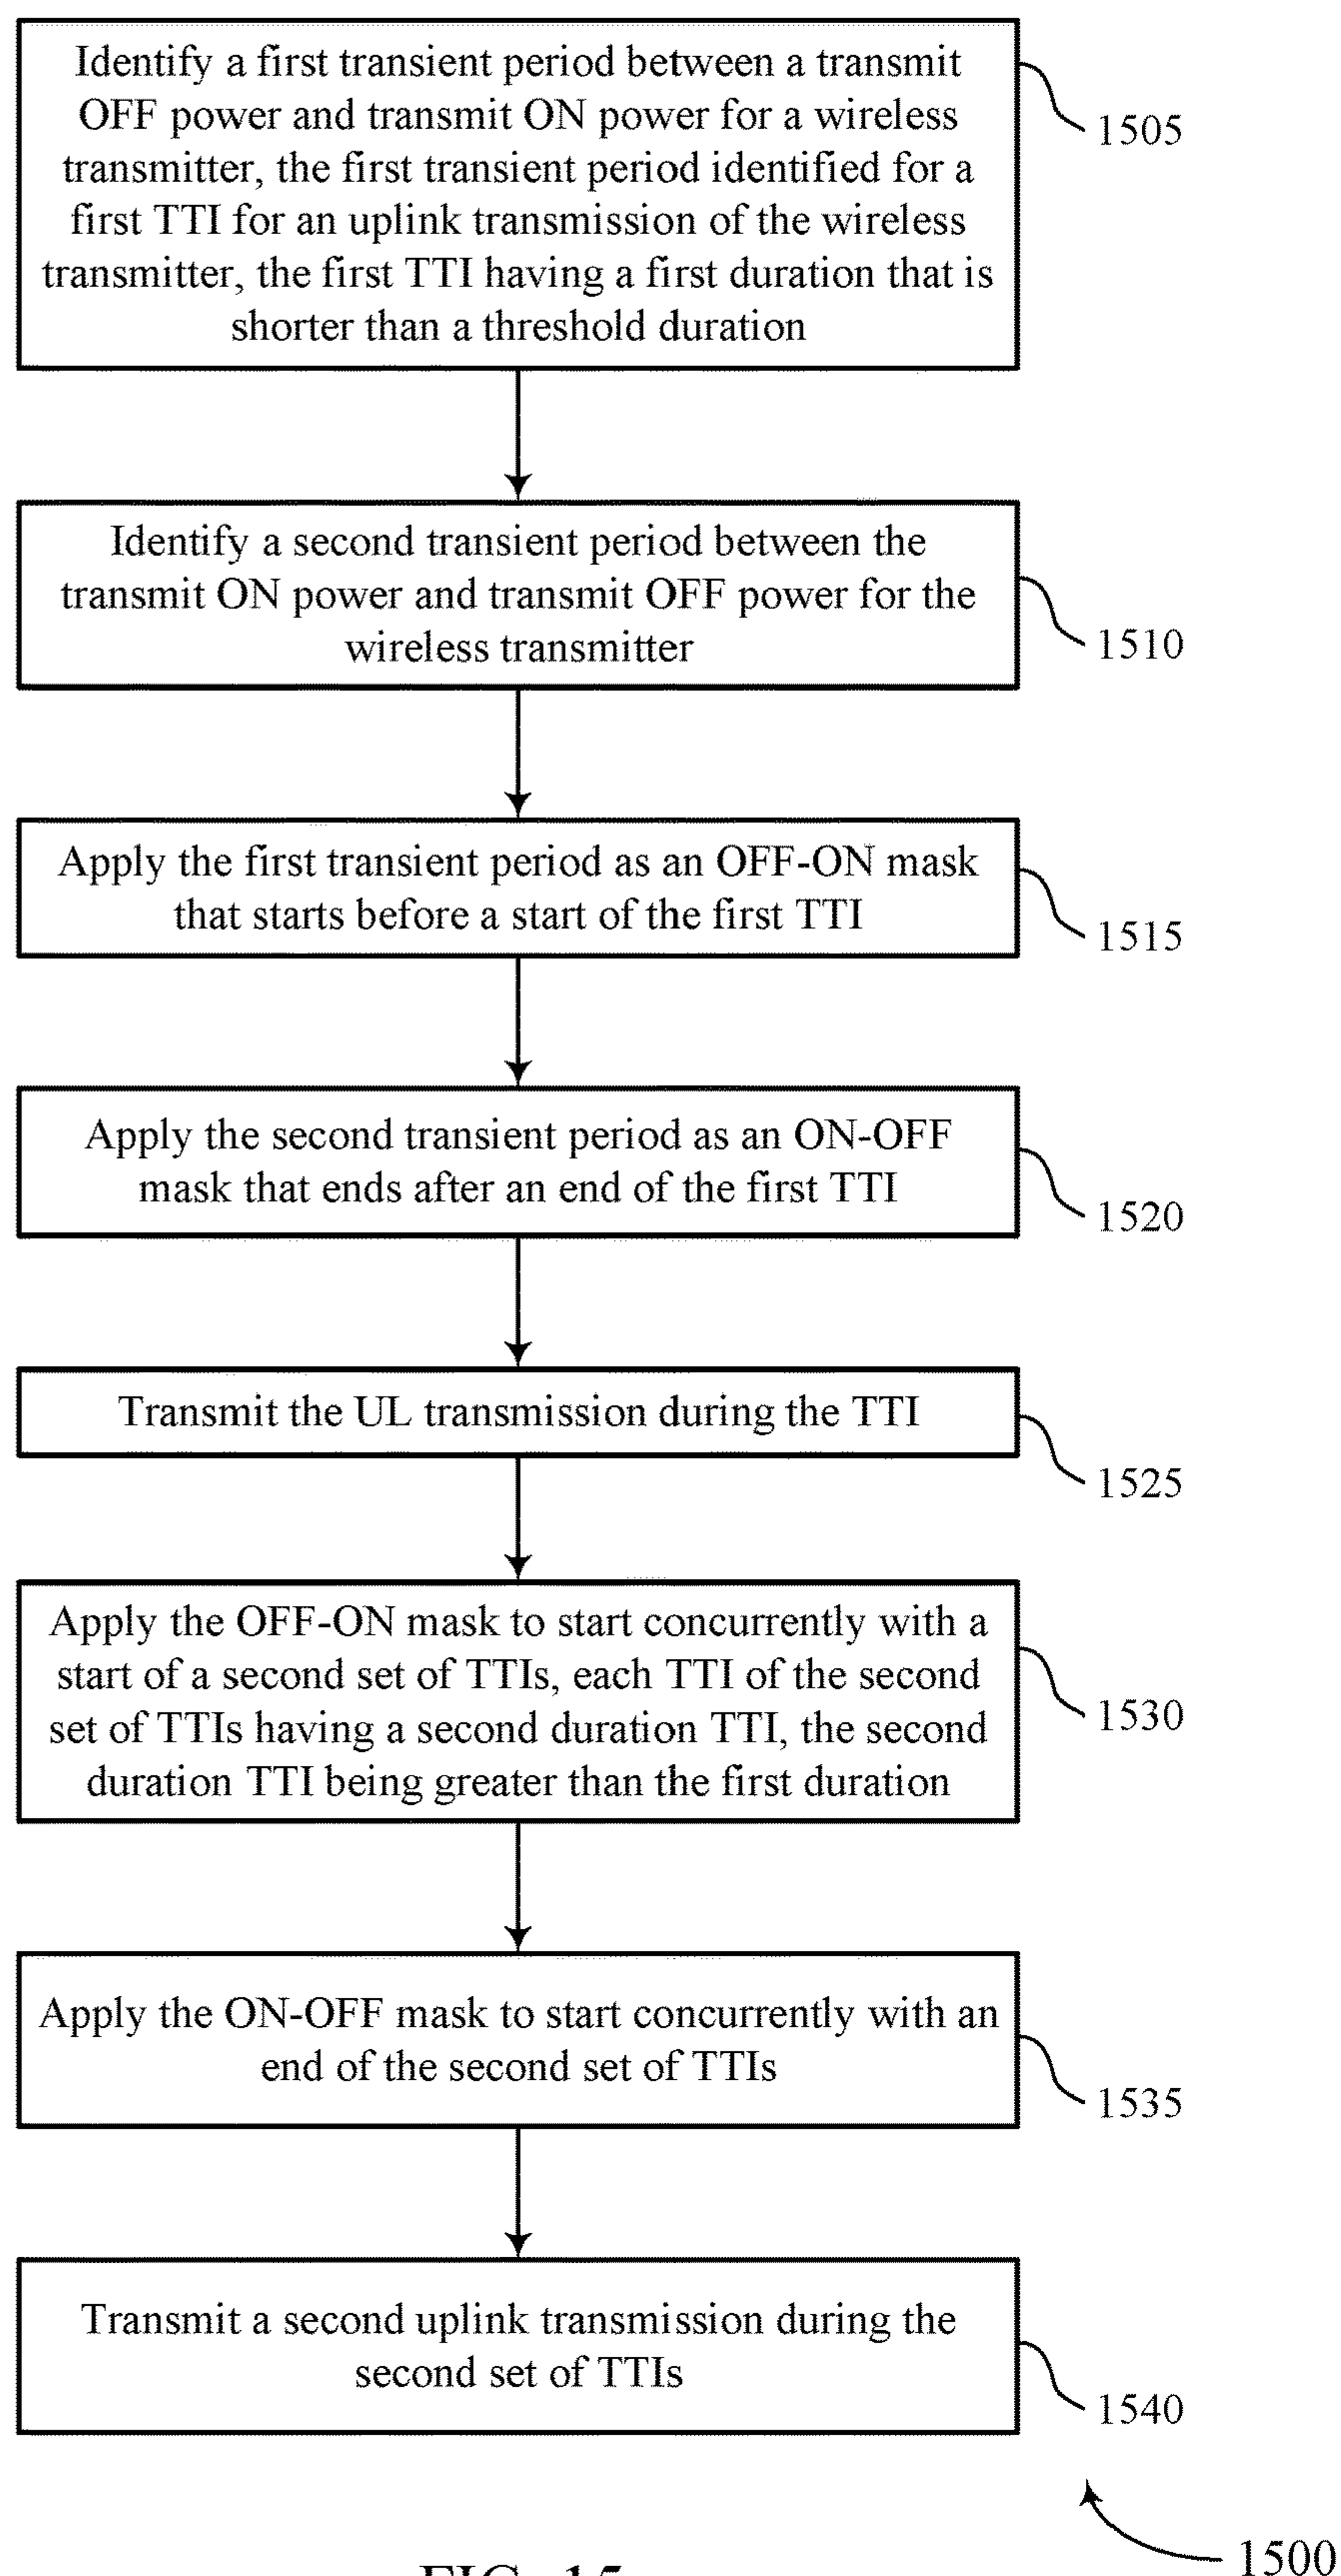 Identify a first transient period between a transmit
OFF power and transmit ON power for a wireless
transmitter, the first transient period identified for a
first TTI for an uplink transmission of the wireless
transmitter, the first TTI having a first duration that is
shorter than a threshold duration
1505
Identify a second transient period between the
transmit ON power and transmit OFF power for the
wireless transmitter
1510
Apply the first transient period as an OFF-ON mask
that starts before a start of the first TTI
1515
Apply the second transient period as an ON-OFF
mask that ends after an end of the first TTI
1520
Transmit the UL transmission during the TTI
1525
Apply the OFF-ON mask to start concurrently with a
start of a second set of TTIs, each TTI of the second
set of TTIs having a second duration TTI, the second
duration TTI being greater than the first duration
1530
Apply the ON-OFF mask to start concurrently with an
end of the second set of TTIs
1535
Transmit a second uplink transmission during the
second set of TTIs
1540
1500
FIG. 15